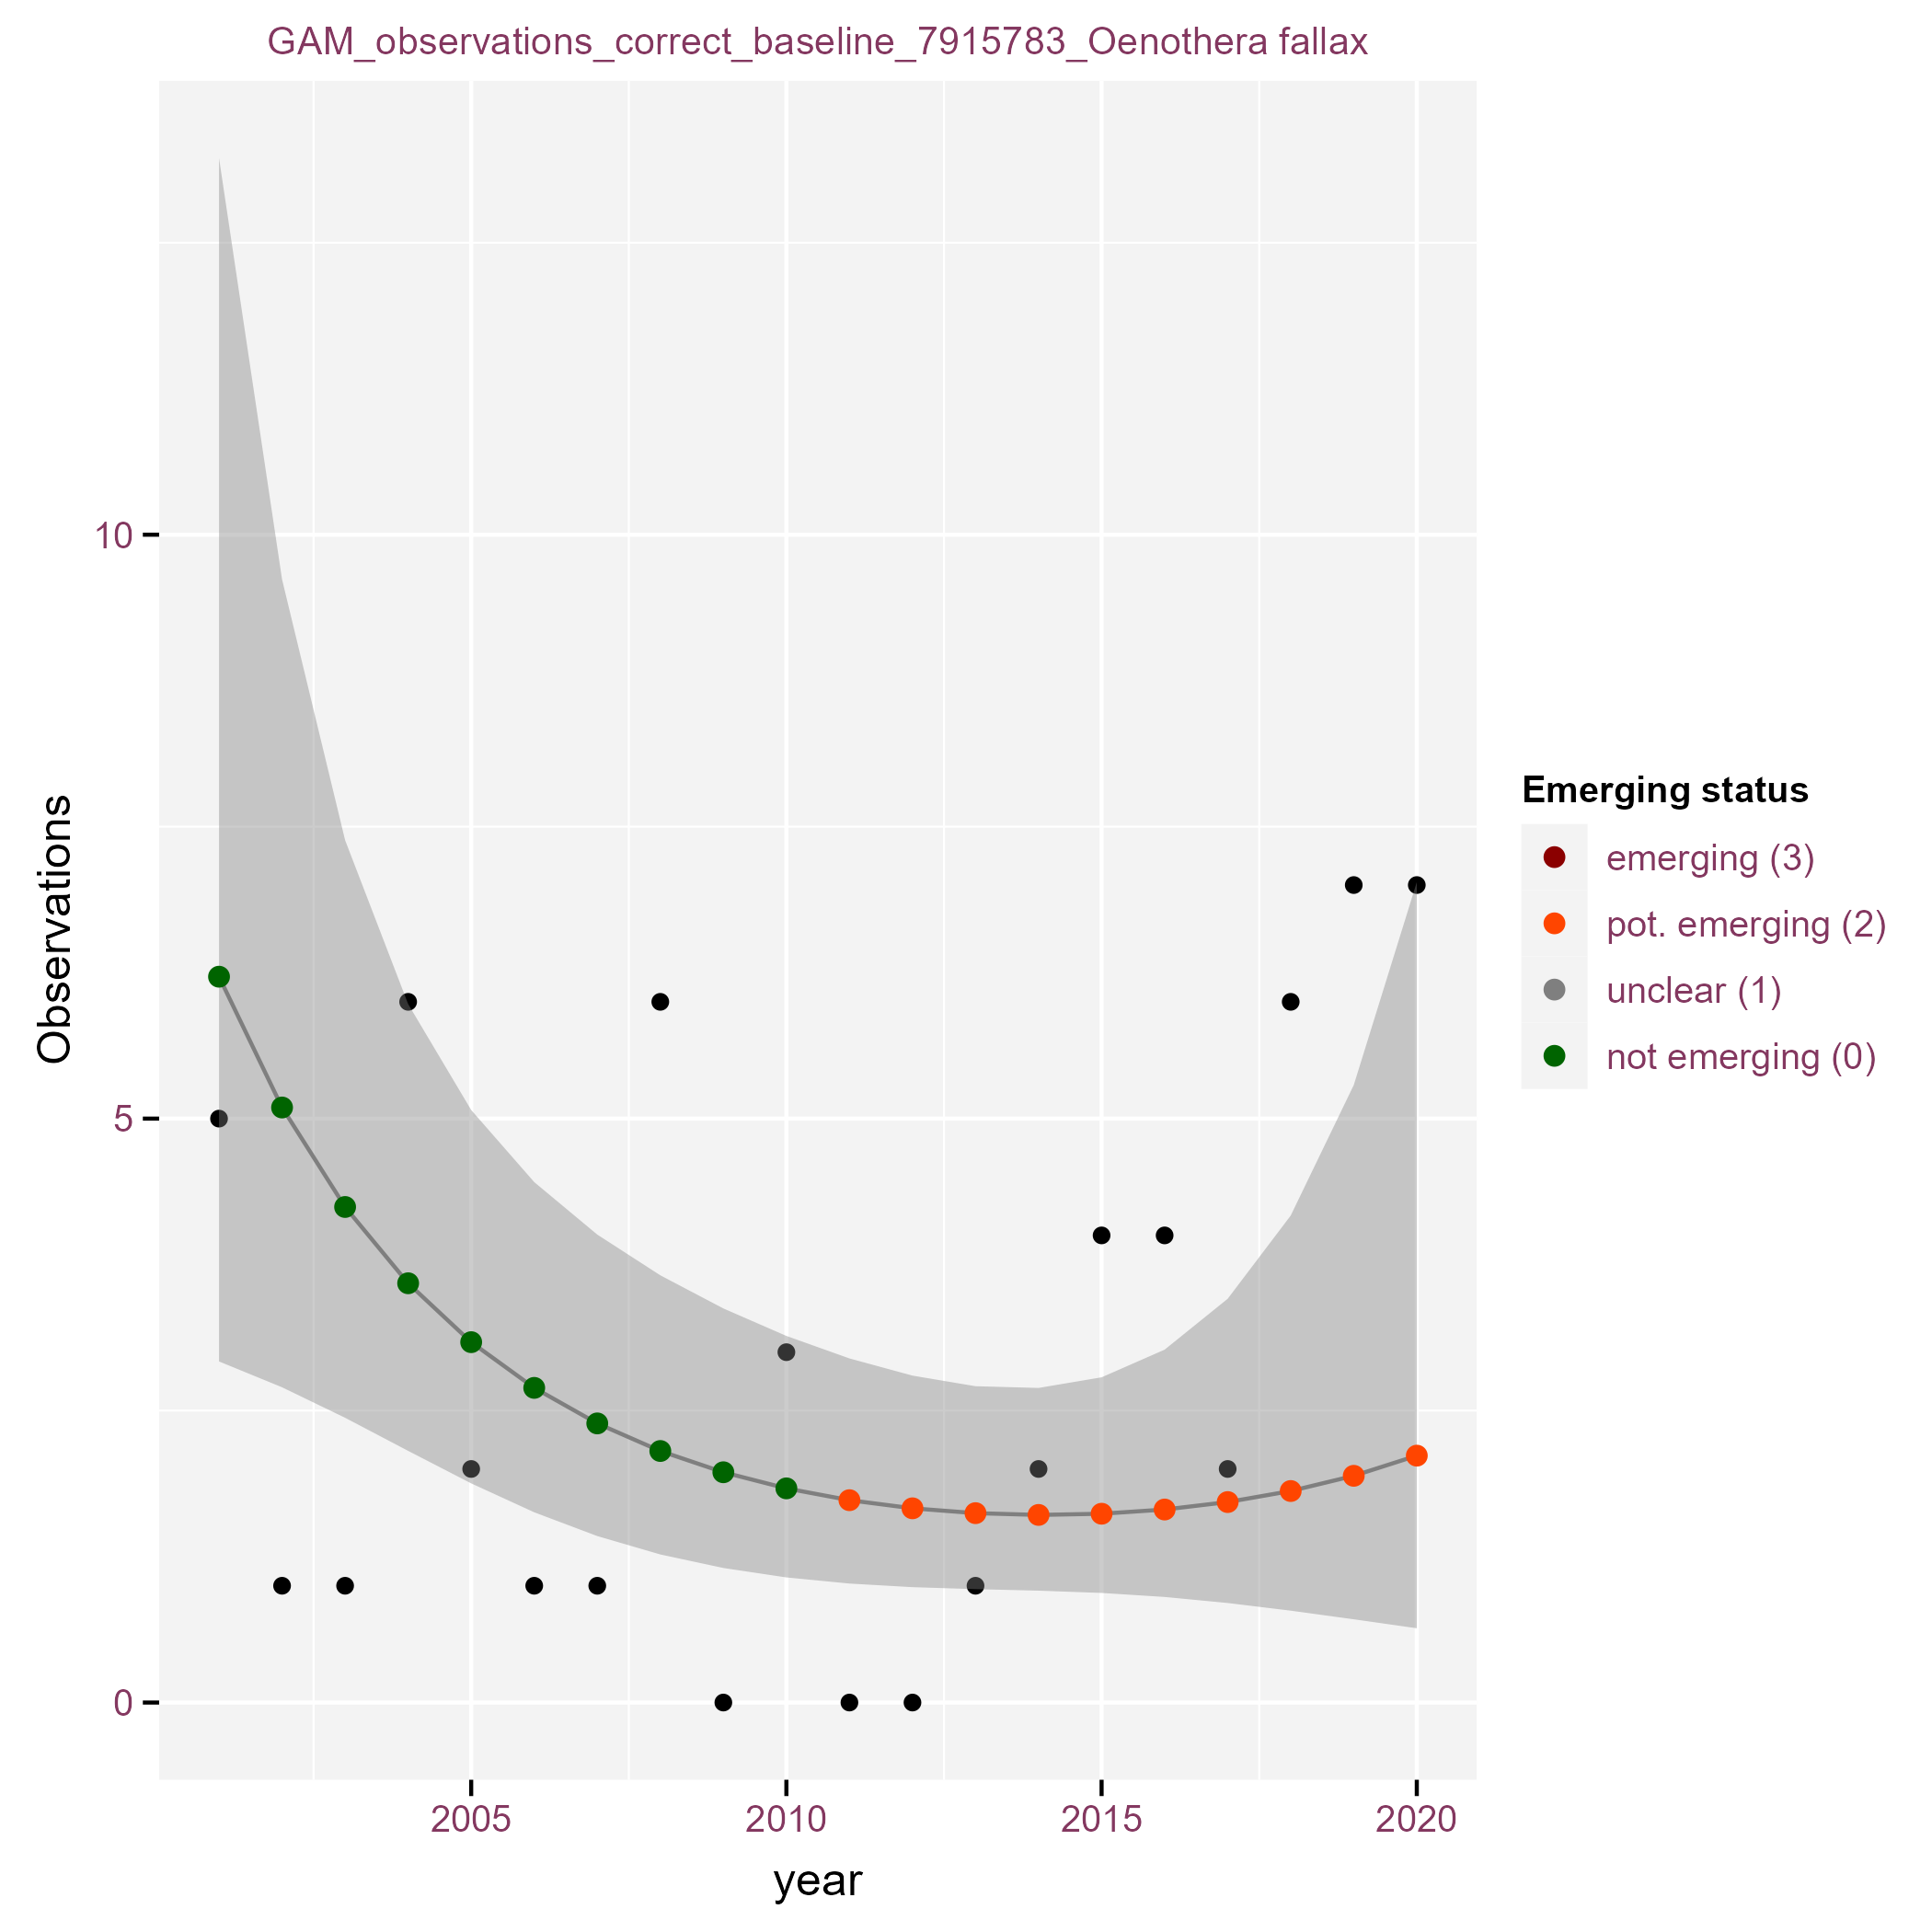 GAM_observations_correct_baseline_7915783_Oenothera fallax
Observations
10
5
0
2005
2010
2015
2020
year
Emerging status
emerging (3)
pot. emerging (2)
unclear (1)
not emerging (0)